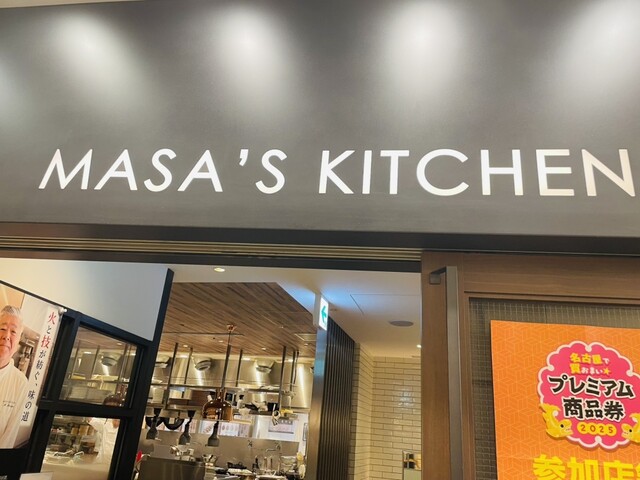 MASA'S KITCHEN
火と技が紡ぐ、味の道
名古屋で
買おまい
プレミアム
商品券
2025
参加店